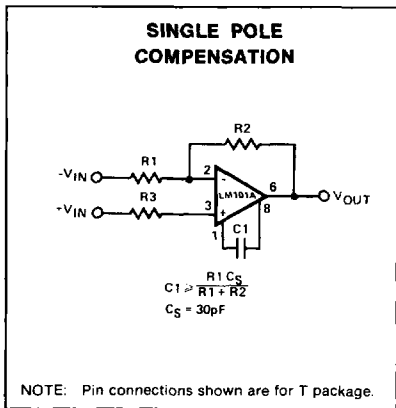 SINGLE POLE
COMPENSATION
R2
R1
-VIN
2
-
LM101A
6
VOUT
+VIN
R3
3
+
8
1
C1
C1 ≥ R1 CS
R1 + R2
CS = 30pF
NOTE: Pin connections shown are for T package.